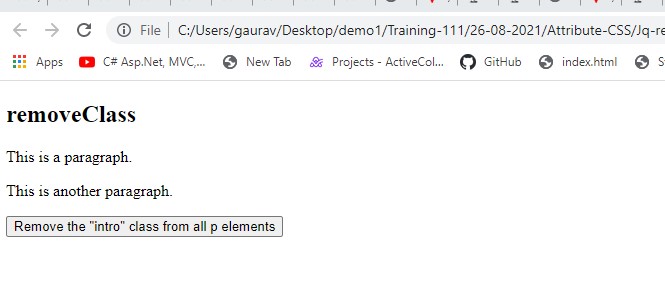 File C:/Users/gaurav/Desktop/demo1/Training-111/26-08-2021/Attribute-CSS/Jq-re
Apps C# Asp.Net, MVC,... New Tab Projects - ActiveCol... GitHub index.html
removeClass
This is a paragraph.
This is another paragraph.
Remove the "intro" class from all p elements